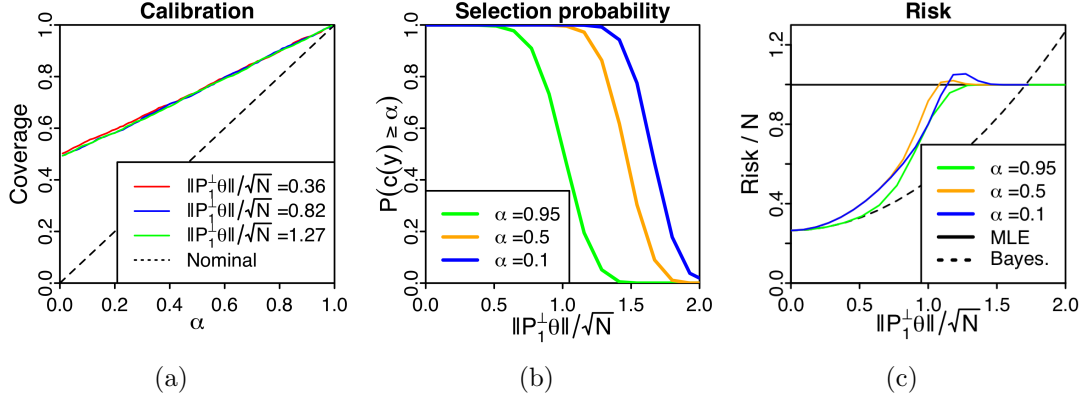 Calibration
Coverage
0.0 0.2 0.4 0.6 0.8 1.0
‖P₁^⊥θ‖/√N =0.36
‖P₁^⊥θ‖/√N =0.82
‖P₁^⊥θ‖/√N =1.27
Nominal
0.0 0.2 0.4 0.6 0.8 1.0
α
(a)
Selection probability
P(c(y) ≥ α)
0.0 0.2 0.4 0.6 0.8 1.0
α =0.95
α =0.5
α =0.1
0.0 0.5 1.0 1.5 2.0
‖P₁^⊥θ‖/√N
(b)
Risk
Risk / N
0.0 0.4 0.8 1.2
α =0.95
α =0.5
α =0.1
MLE
Bayes.
0.0 0.5 1.0 1.5 2.0
‖P₁^⊥θ‖/√N
(c)